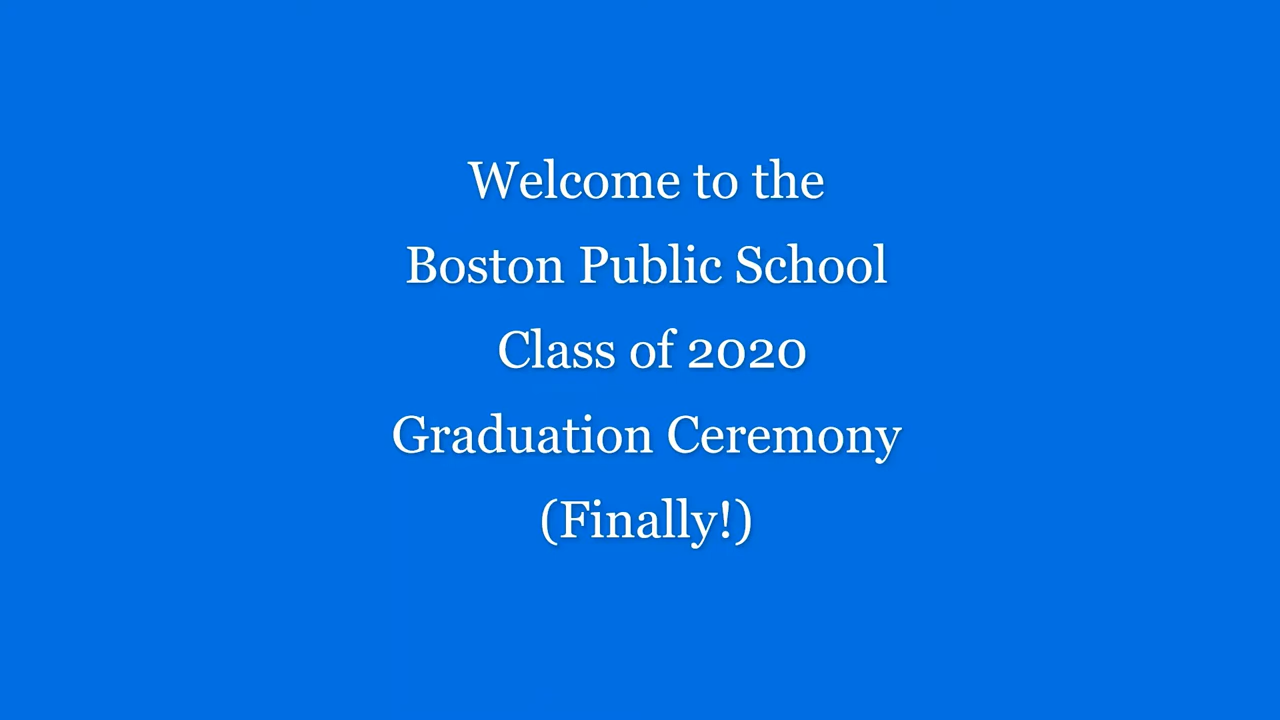 Welcome to the
Boston Public School
Class of 2020
Graduation Ceremony
(Finally!)